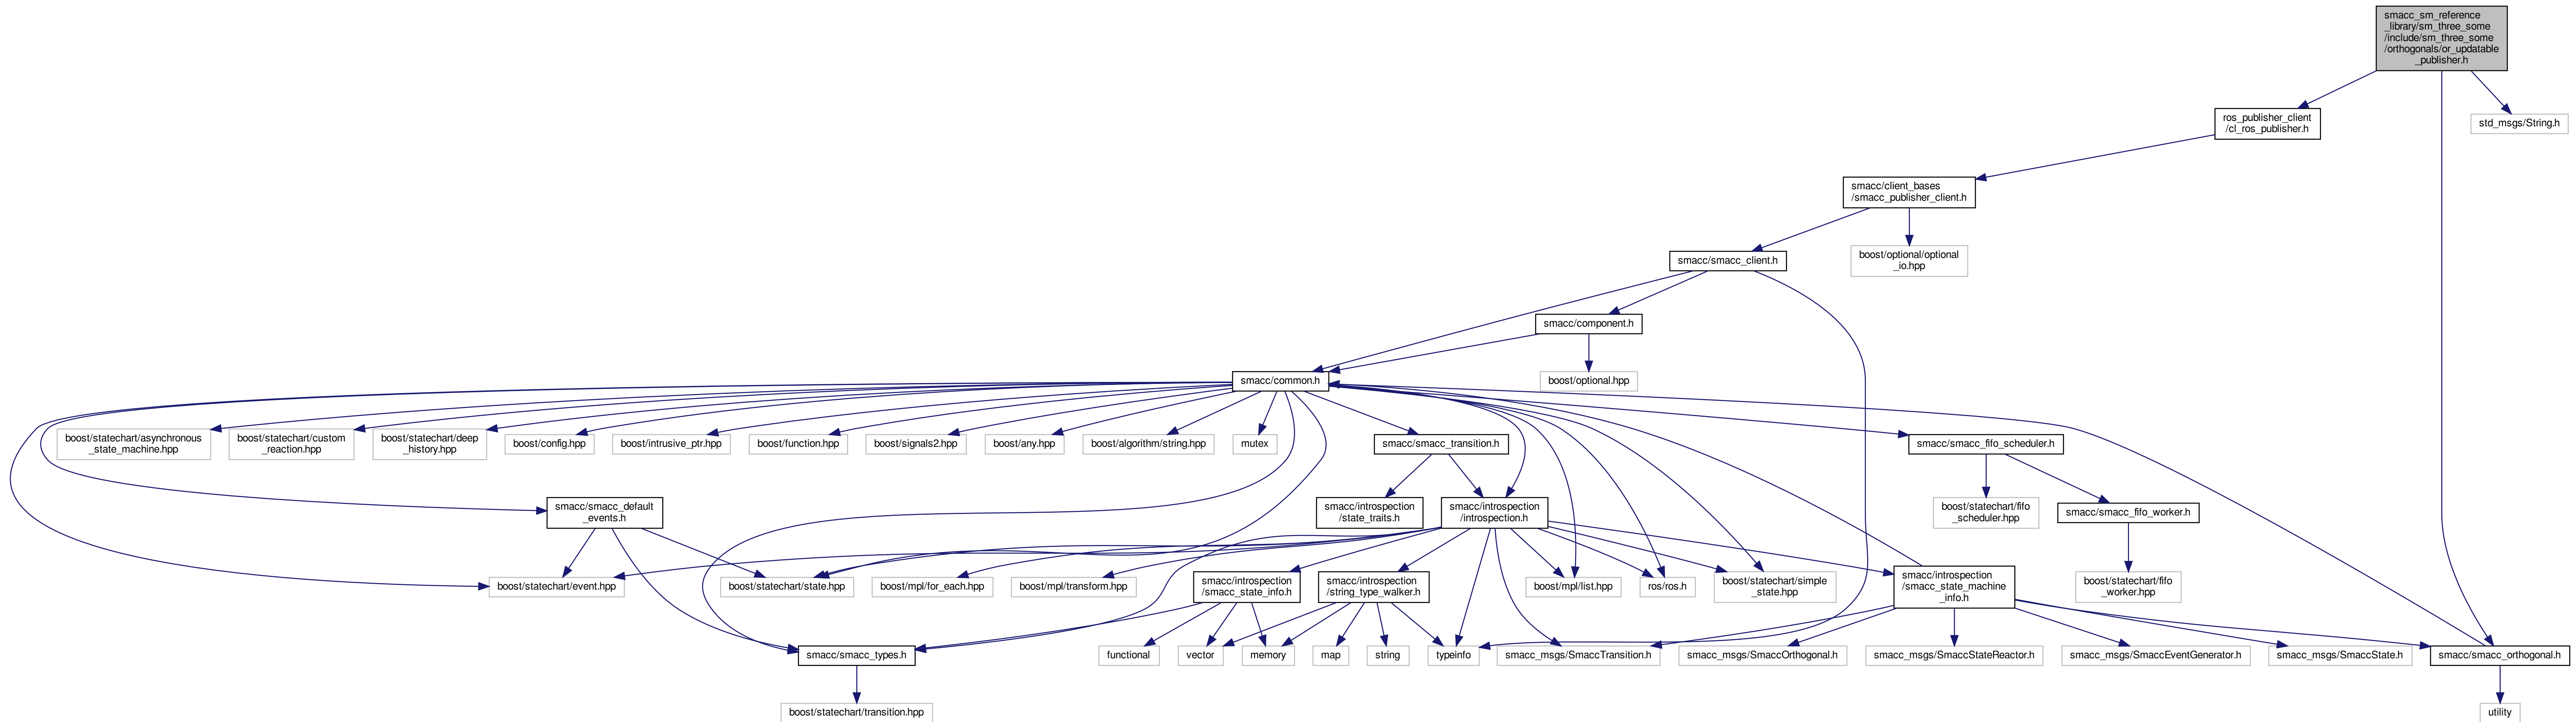 smacc_sm_reference
_library/sm_three_some
/include/sm_three_some
/orthogonals/or_updatable
_publisher.h
ros_publisher_client
/cl_ros_publisher.h
std_msgs/String.h
smacc/client_bases
/smacc_publisher_client.h
smacc/smacc_client.h
boost/optional/optional
_io.hpp
smacc/component.h
smacc/common.h
boost/optional.hpp
boost/statechart/asynchronous
_state_machine.hpp
boost/statechart/custom
_reaction.hpp
boost/statechart/deep
_history.hpp
boost/config.hpp
boost/intrusive_ptr.hpp
boost/function.hpp
boost/signals2.hpp
boost/any.hpp
boost/algorithm/string.hpp
mutex
smacc/smacc_transition.h
smacc/smacc_fifo_scheduler.h
smacc/smacc_default
_events.h
smacc/introspection
/state_traits.h
smacc/introspection
/introspection.h
boost/statechart/fifo
_scheduler.hpp
smacc/smacc_fifo_worker.h
boost/statechart/event.hpp
boost/statechart/state.hpp
boost/mpl/for_each.hpp
boost/mpl/transform.hpp
smacc/introspection
/smacc_state_info.h
smacc/introspection
/string_type_walker.h
boost/mpl/list.hpp
ros/ros.h
boost/statechart/simple
_state.hpp
smacc/introspection
/smacc_state_machine
_info.h
boost/statechart/fifo
_worker.hpp
smacc/smacc_types.h
functional
vector
memory
map
string
typeinfo
smacc_msgs/SmaccTransition.h
smacc_msgs/SmaccOrthogonal.h
smacc_msgs/SmaccStateReactor.h
smacc_msgs/SmaccEventGenerator.h
smacc_msgs/SmaccState.h
smacc/smacc_orthogonal.h
boost/statechart/transition.hpp
utility